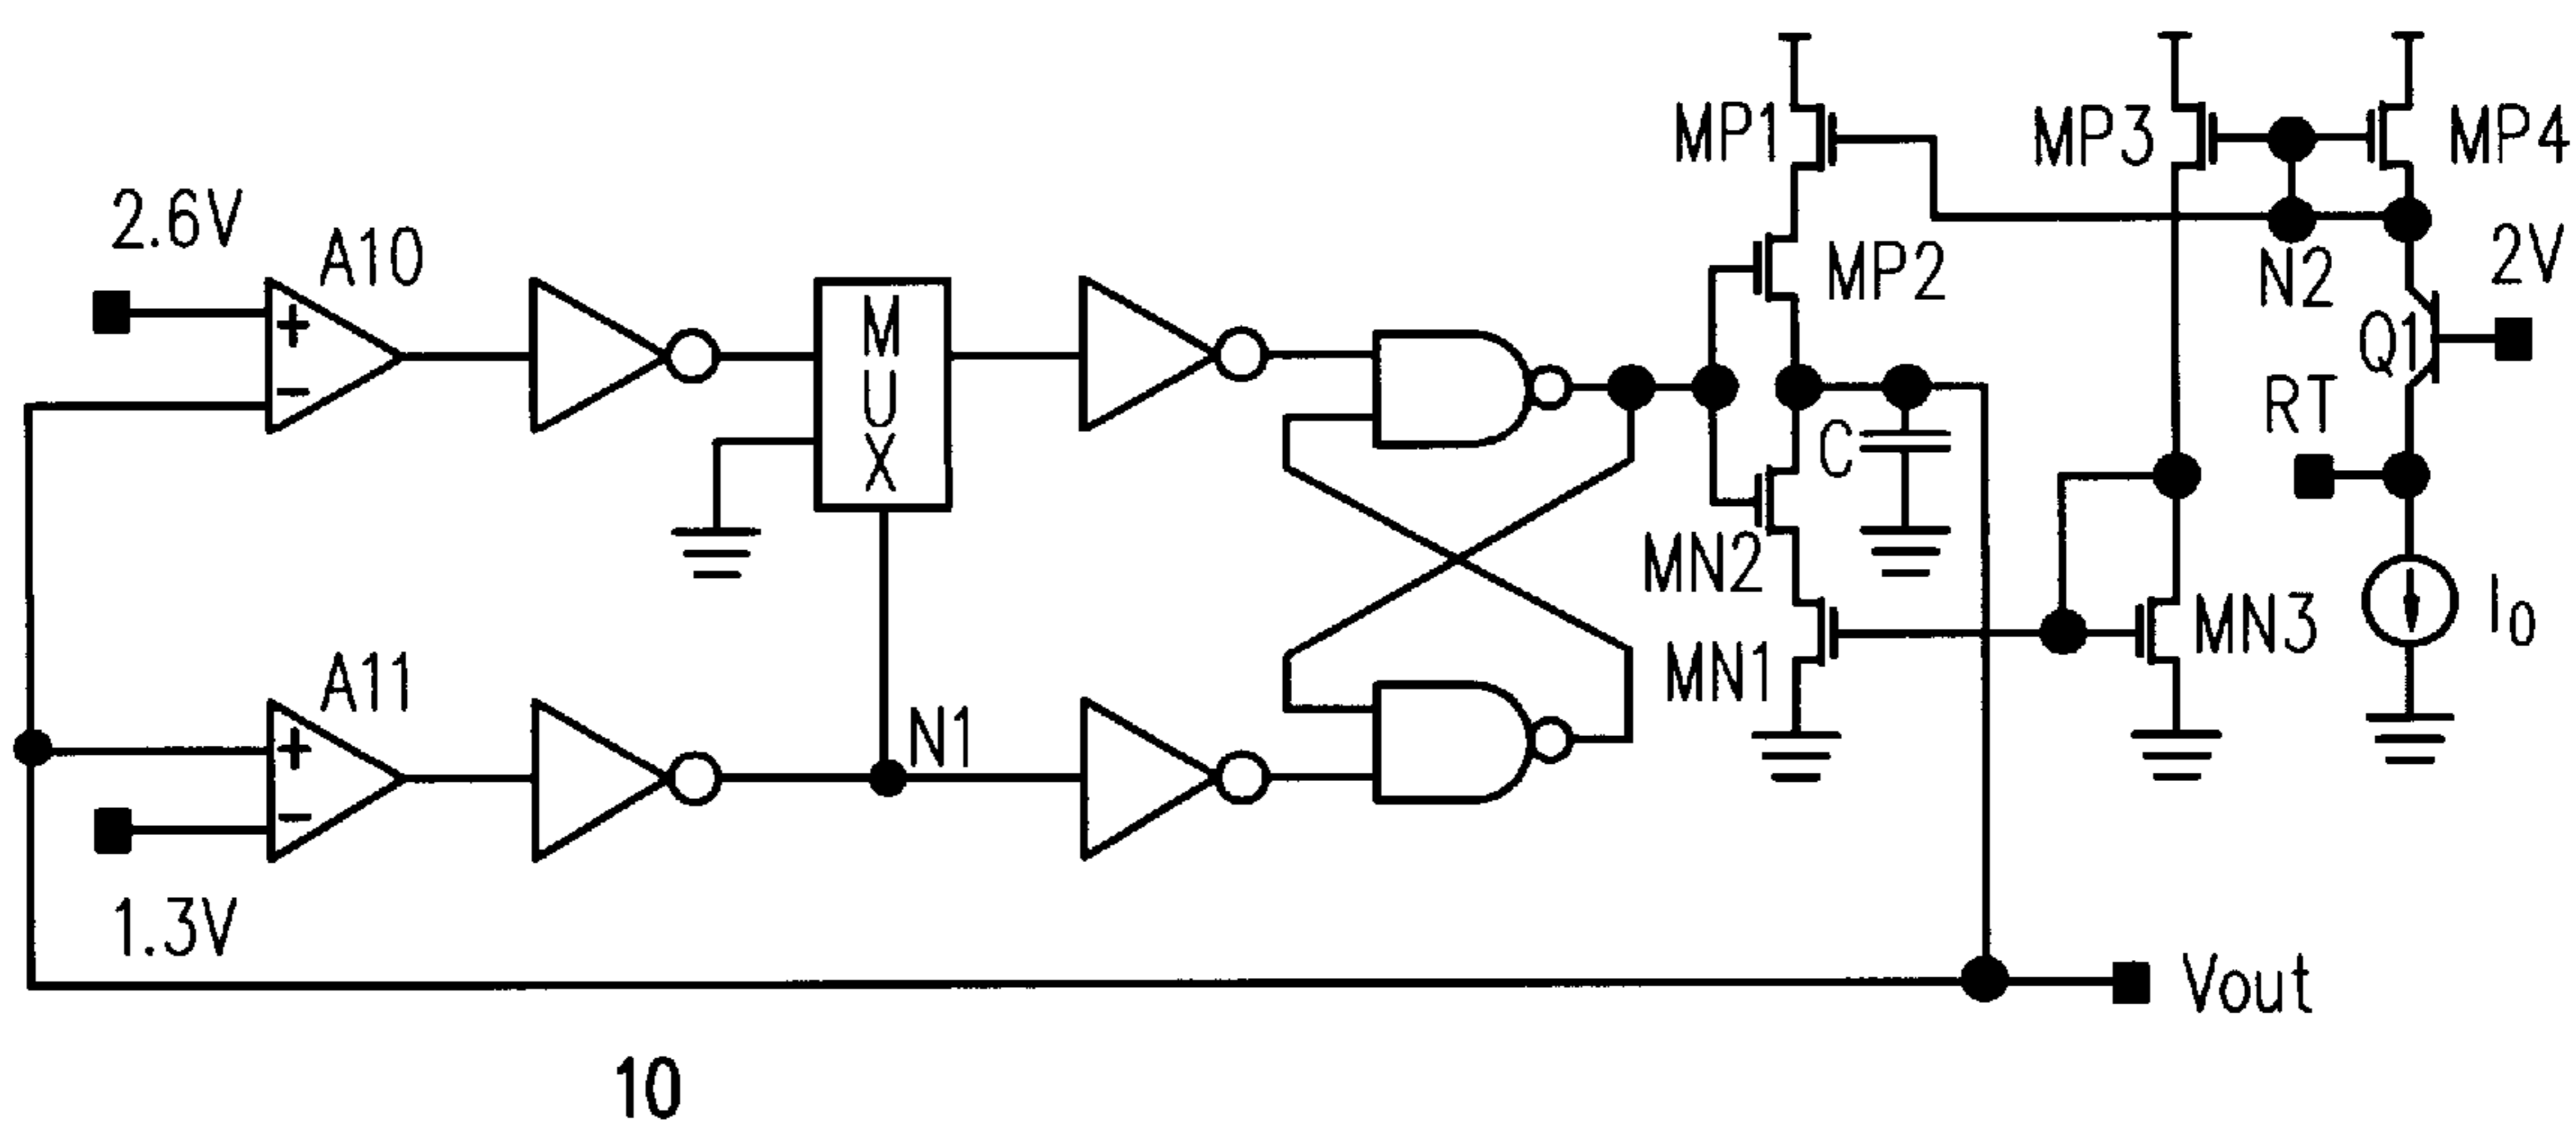 2.6V
A10
+
−
MUX
MP1
MP2
MP3
MP4
N2
2V
Q1
RT
C
MN2
MN1
MN3
I0
A11
+
−
N1
1.3V
Vout
10